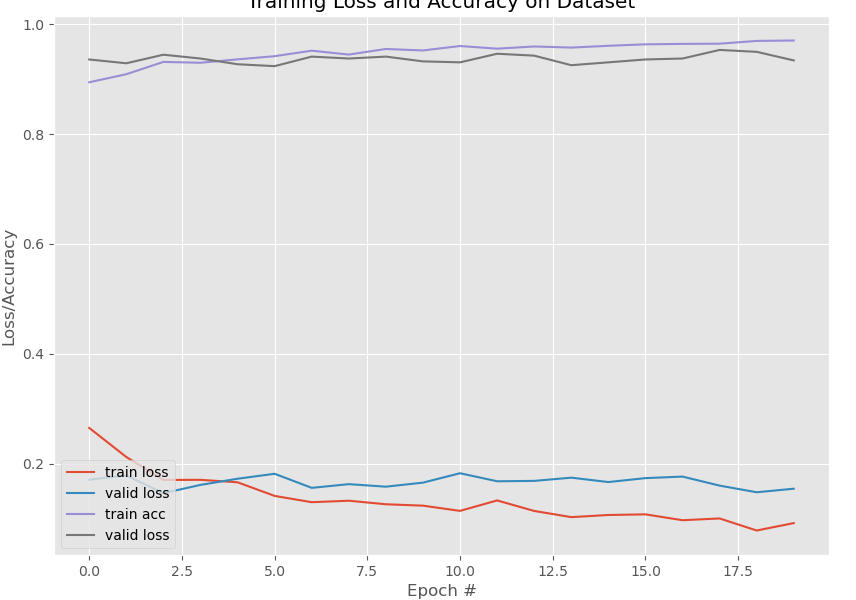 Training Loss and Accuracy on Dataset
1.0
0.8
0.6
0.4
0.2
Loss/Accuracy
train loss
valid loss
train acc
valid loss
0.0 2.5 5.0 7.5 10.0 12.5 15.0 17.5
Epoch #